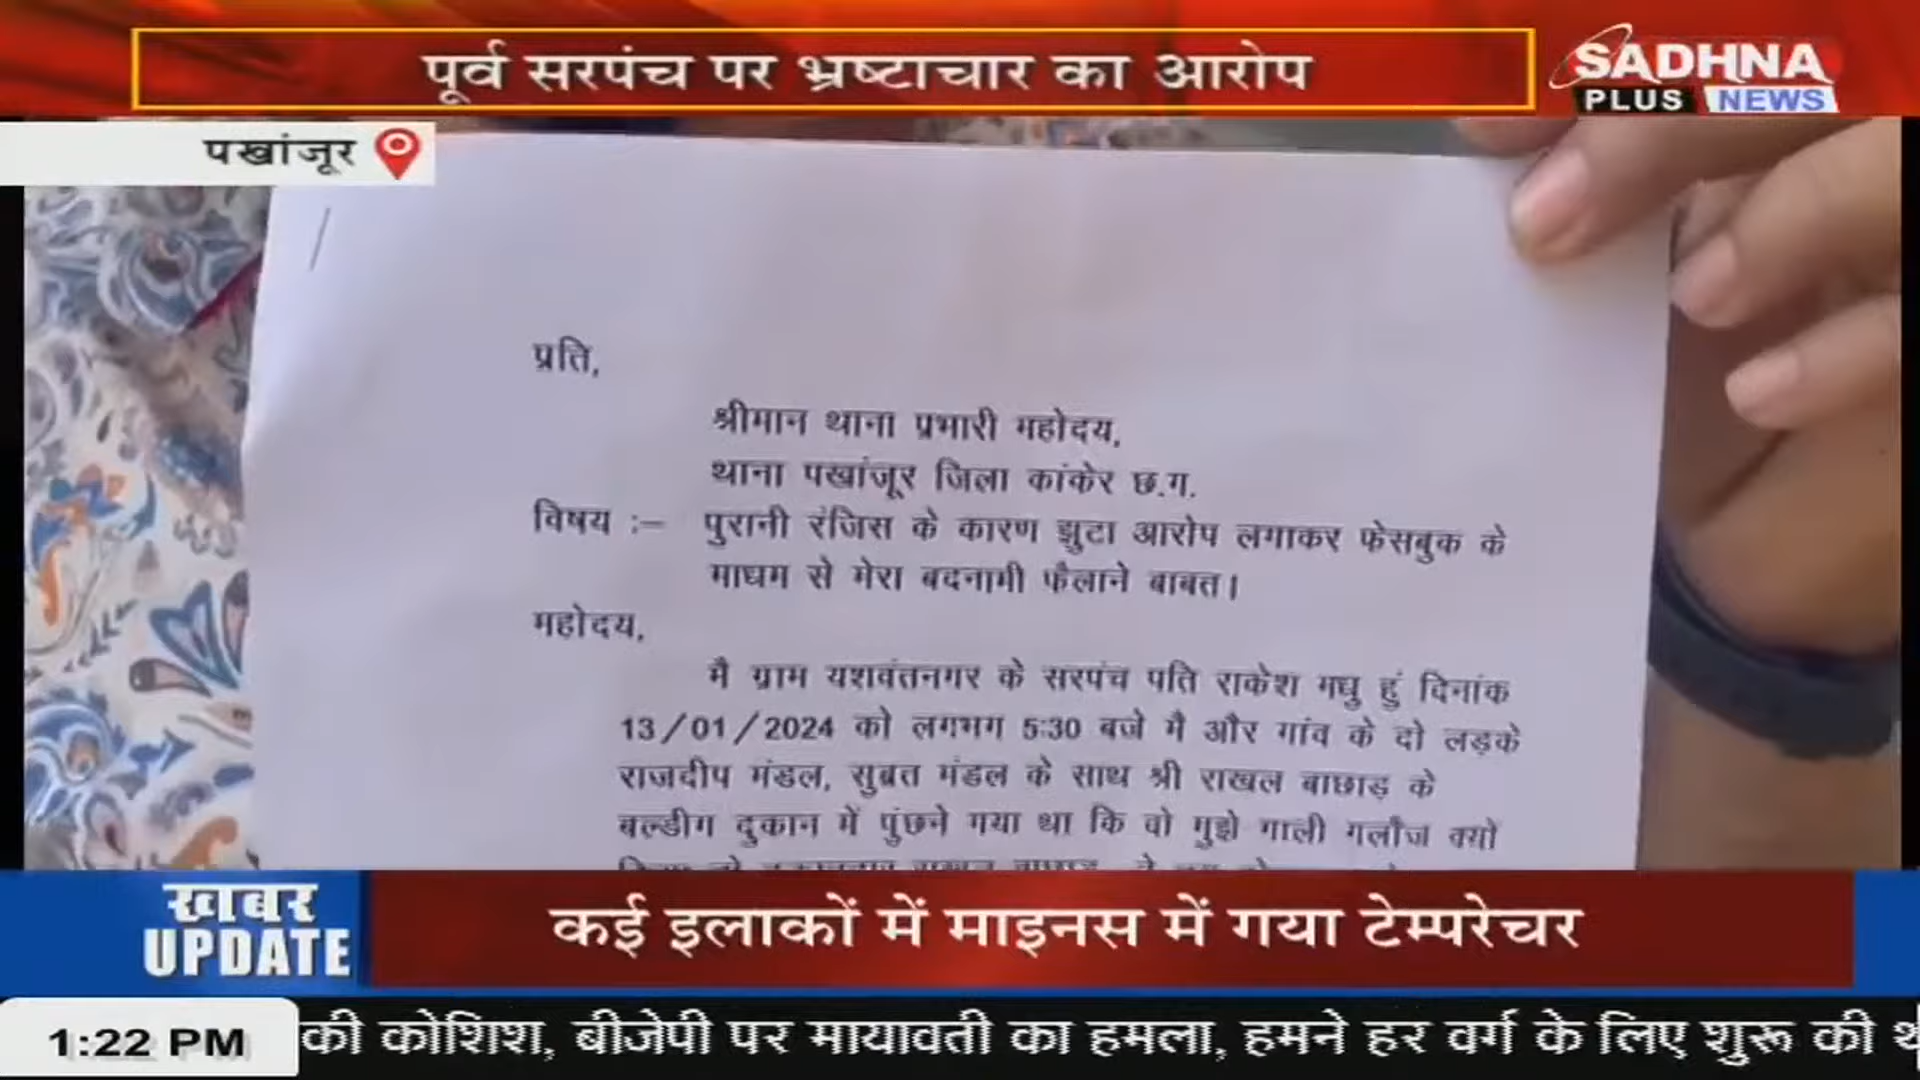 पूर्व सरपंच पर भ्रष्टाचार का आरोप
SADHNA
PLUS NEWS
पखांजूर
प्रति,
श्रीमान थाना प्रभारी महोदय,
थाना पखांजूर जिला कांकेर छ.ग.
विषय :– पुरानी रंजिस के कारण झुटा आरोप लगाकर फेसबुक के
माधम से मेरा बदनामी फैलाने बाबत।
महोदय,
मै ग्राम यशवंतनगर के सरपंच पति राकेश मधु हुं दिनांक
13/01/2024 को लगभग 5:30 बजे मै और गांव के दो लड़के
राजदीप मंडल, सुब्रत मंडल के साथ श्री राखल बाछाड़ के
बल्डीग दुकान में पुंछने गया था कि वो मुझे गाली गलौज क्यो
खबर
UPDATE
कई इलाकों में माइनस में गया टेम्परेचर
1:22 PM
की कोशिश, बीजेपी पर मायावती का हमला, हमने हर वर्ग के लिए शुरू की